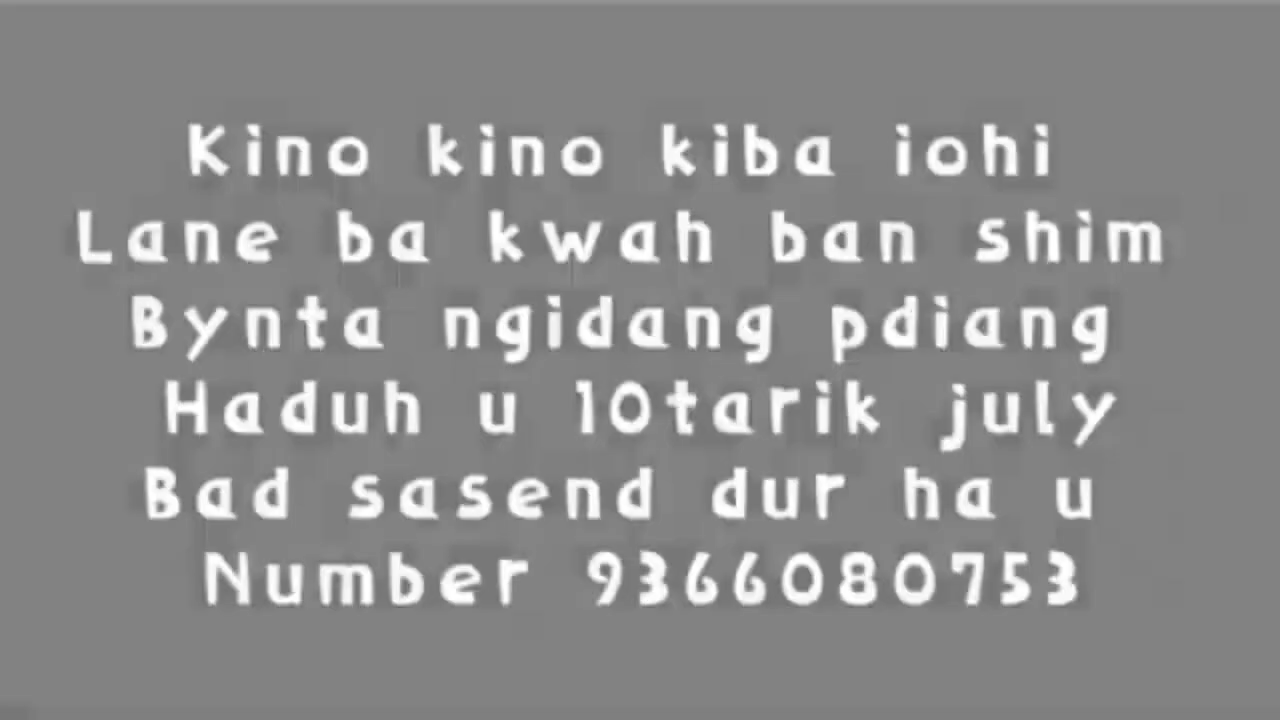 Kino kino kiba iohi
Lane ba kwah ban shim
Bynta ngidang pdiang
Haduh u 10tarik july
Bad sasend dur ha u
Number 9366080753